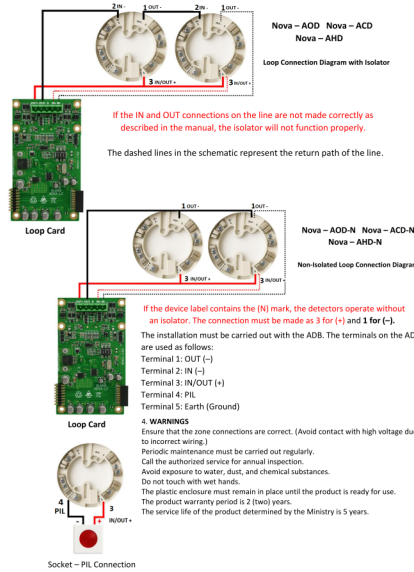 2 IN -
1 OUT -
2 IN -
1 OUT -
Nova – AOD Nova – ACD
Nova – AHD
Loop Connection Diagram with Isolator
3 IN/OUT +
3 IN/OUT +
If the IN and OUT connections on the line are not made correctly as
described in the manual, the isolator will not function properly.
The dashed lines in the schematic represent the return path of the line.
Loop Card
1 OUT -
1 OUT -
Nova – AOD-N Nova – ACD-N
Nova – AHD-N
Non-Isolated Loop Connection Diagram
3 IN/OUT +
3 IN/OUT +
If the device label contains the (N) mark, the detectors operate without
an isolator. The connection must be made as 3 for (+) and 1 for (–).
The installation must be carried out with the ADB. The terminals on the AD
are used as follows:
Terminal 1: OUT (–)
Terminal 2: IN (–)
Terminal 3: IN/OUT (+)
Terminal 4: PIL
Terminal 5: Earth (Ground)
Loop Card
4. WARNINGS
Ensure that the zone connections are correct. (Avoid contact with high voltage due
to incorrect wiring.)
Periodic maintenance must be carried out regularly.
Call the authorized service for annual inspection.
Avoid exposure to water, dust, and chemical substances.
Do not touch with wet hands.
The plastic enclosure must remain in place until the product is ready for use.
The product warranty period is 2 (two) years.
The service life of the product determined by the Ministry is 5 years.
4
PIL
3
IN/OUT +
- +
Socket – PIL Connection